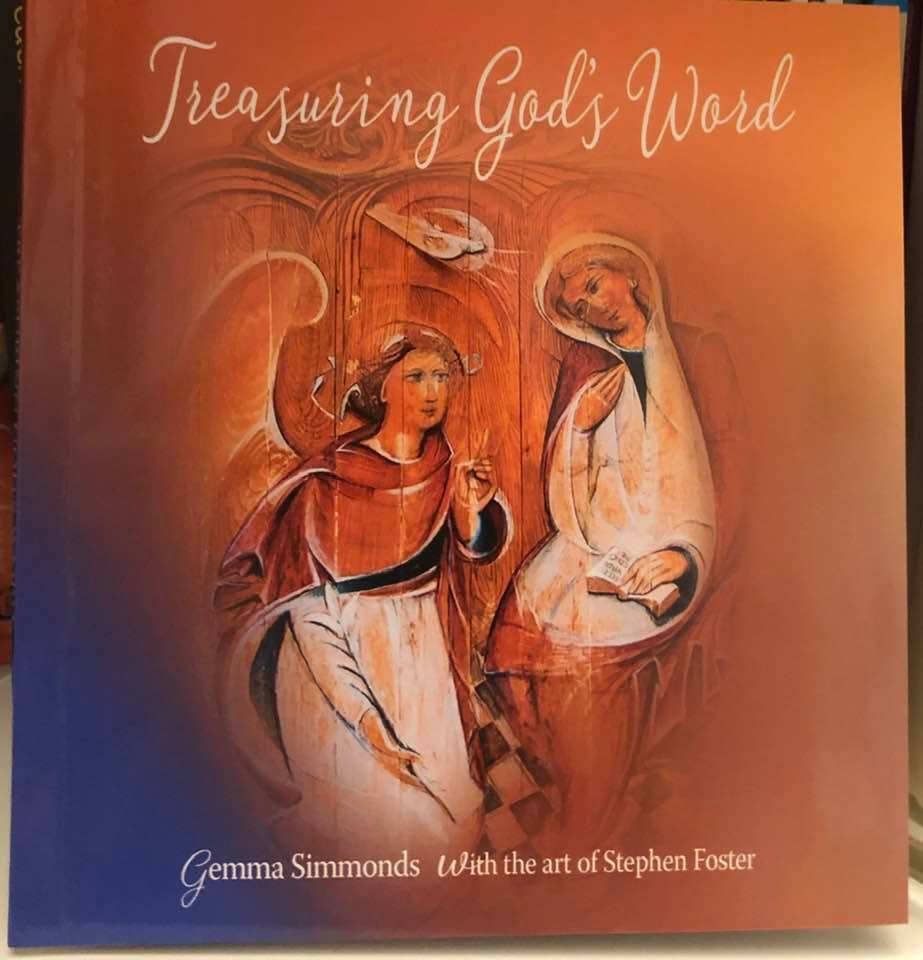 Treasuring God's Word
Gemma Simmonds With the art of Stephen Foster